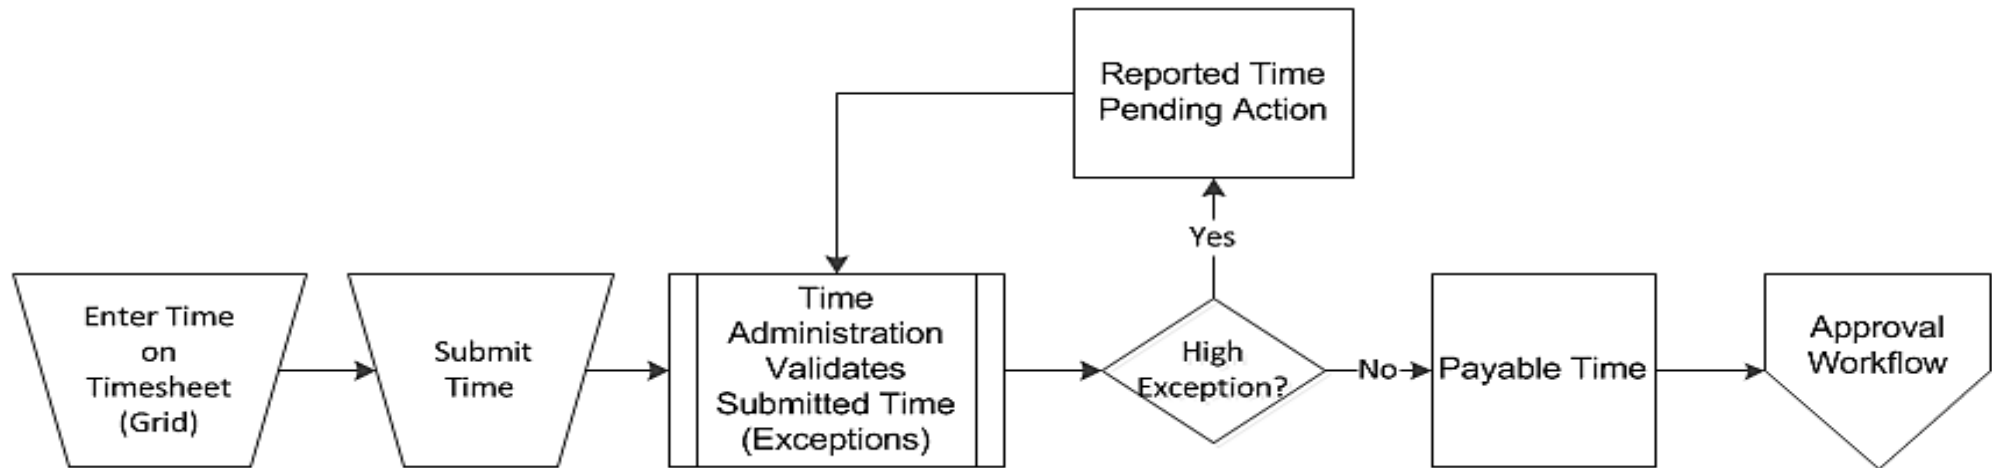 Reported Time
Pending Action
Yes
Enter Time
on
Timesheet
(Grid)
Submit
Time
Time
Administration
Validates
Submitted Time
(Exceptions)
High
Exception?
No
Payable Time
Approval
Workflow